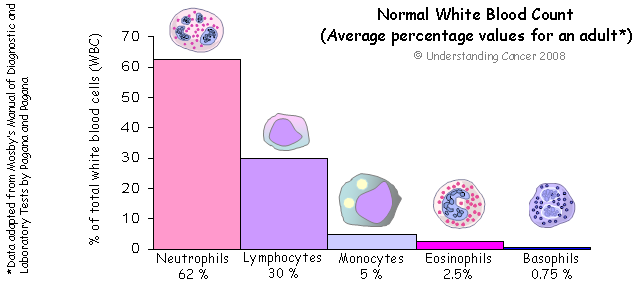 Normal White Blood Count
(Average percentage values for an adult*)
© Understanding Cancer 2008
% of total white blood cells (WBC)
70
60
50
40
30
20
10
0
Neutrophils Lymphocytes Monocytes Eosinophils Basophils
62 % 30 % 5 % 2.5% 0.75 %
*Data adapted from Mosby's Manual of Diagnostic and
Laboratory Tests by Pagana and Pagana